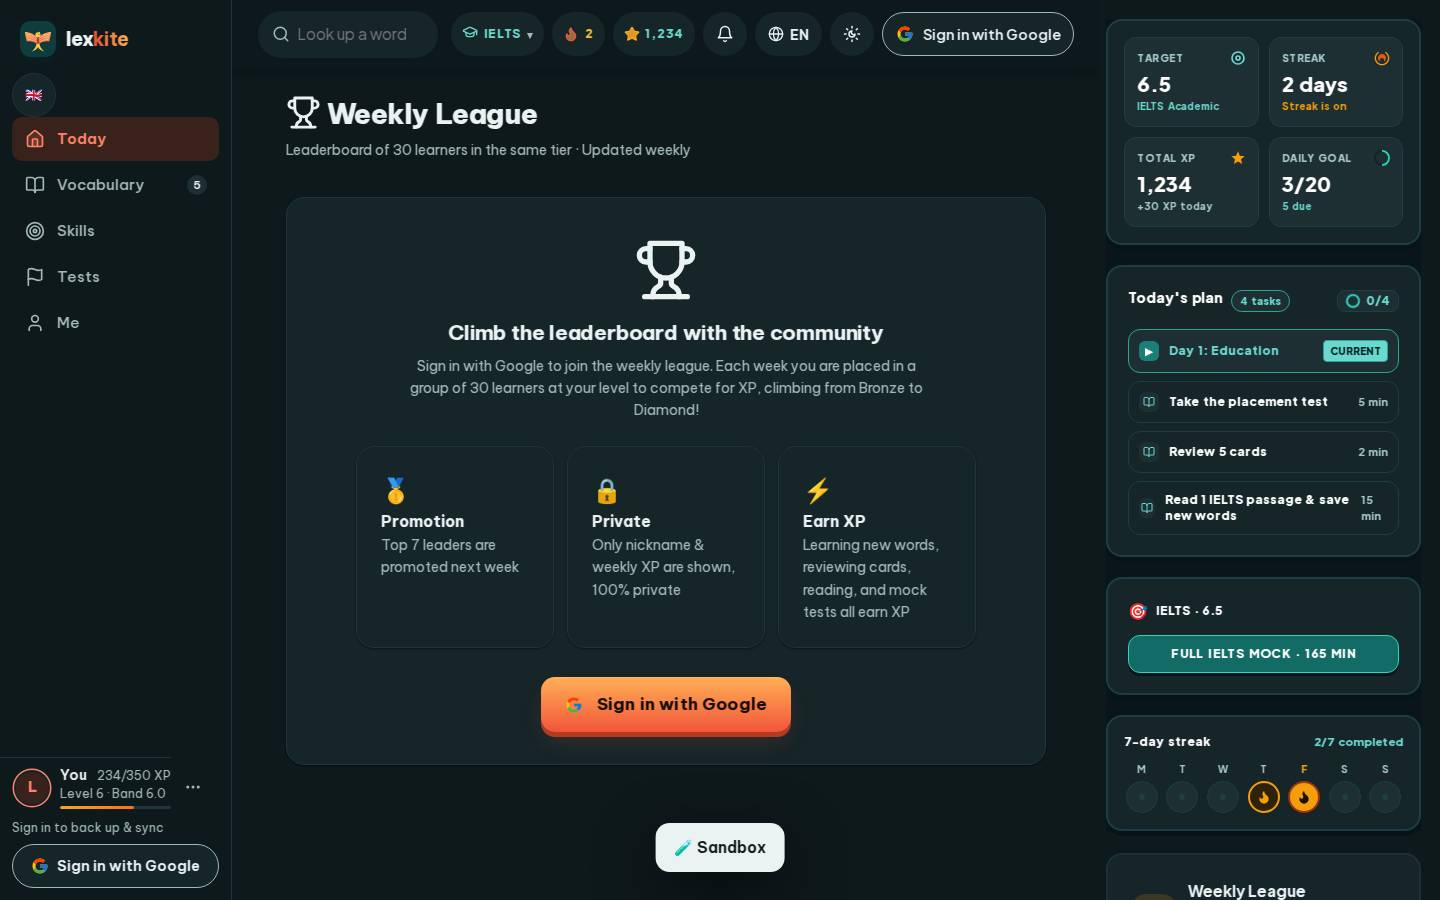 lexkite
Today
Vocabulary 5
Skills
Tests
Me
You 234/350 XP
Level 6 · Band 6.0
L
Sign in to back up & sync
Sign in with Google
Look up a word
IELTS
2
1,234
EN
Sign in with Google
Weekly League
Leaderboard of 30 learners in the same tier · Updated weekly
Climb the leaderboard with the community
Sign in with Google to join the weekly league. Each week you are placed in a
group of 30 learners at your level to compete for XP, climbing from Bronze to
Diamond!
Promotion
Top 7 leaders are
promoted next week
Private
Only nickname &
weekly XP are shown,
100% private
Earn XP
Learning new words,
reviewing cards,
reading, and mock
tests all earn XP
Sign in with Google
Sandbox
TARGET
6.5
IELTS Academic
STREAK
2 days
Streak is on
TOTAL XP
1,234
+30 XP today
DAILY GOAL
3/20
5 due
Today's plan 4 tasks 0/4
Day 1: Education CURRENT
Take the placement test 5 min
Review 5 cards 2 min
Read 1 IELTS passage & save 15
new words min
IELTS · 6.5
FULL IELTS MOCK · 165 MIN
7-day streak 2/7 completed
M T W T F S S
Weekly League